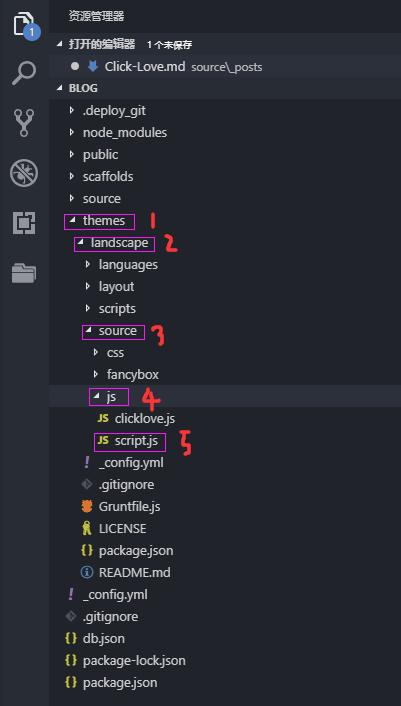 资源管理器
1
打开的编辑器 1 个未保存
Click-Love.md source\_posts
BLOG
.deploy_git
node_modules
public
scaffolds
source
themes 1
landscape 2
languages
layout
scripts
source 3
css
fancybox
js 4
JS clicklove.js
JS script.js 5
! _config.yml
.gitignore
Gruntfile.js
LICENSE
{} package.json
README.md
! _config.yml
.gitignore
{} db.json
{} package-lock.json
{} package.json